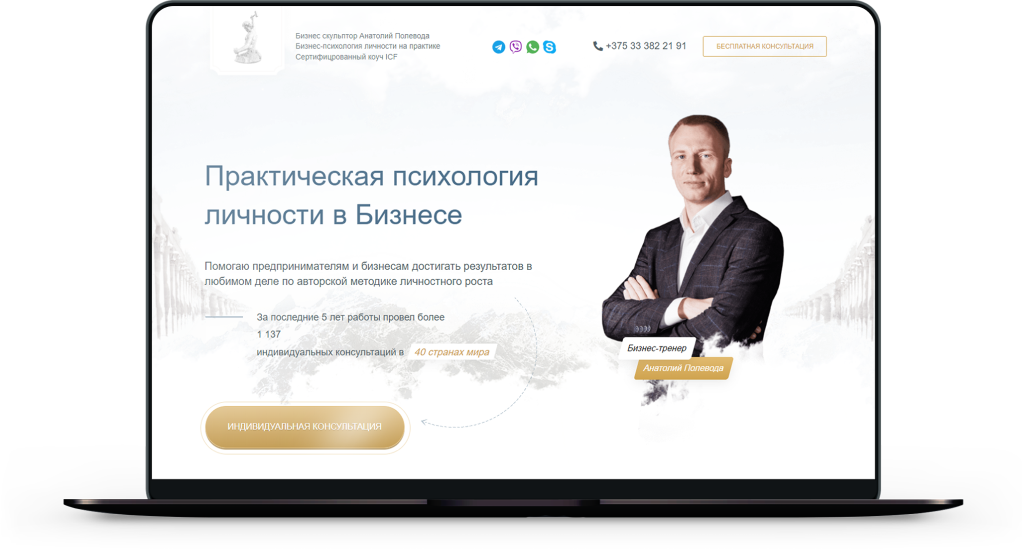 Бизнес скульптор Анатолий Полевода
Бизнес-психология личности на практике
Сертифицрованный коуч ICF
+375 33 382 21 91
БЕСПЛАТНАЯ КОНСУЛЬТАЦИЯ
Практическая психология
личности в Бизнесе
Помогаю предпринимателям и бизнесам достигать результатов в
любимом деле по авторской методике личностного роста
За последние 5 лет работы провел более
1 137
индивидуальных консультаций в 40 странах мира
Бизнес-тренер
Анатолий Полевода
ИНДИВИДУАЛЬНАЯ КОНСУЛЬТАЦИЯ